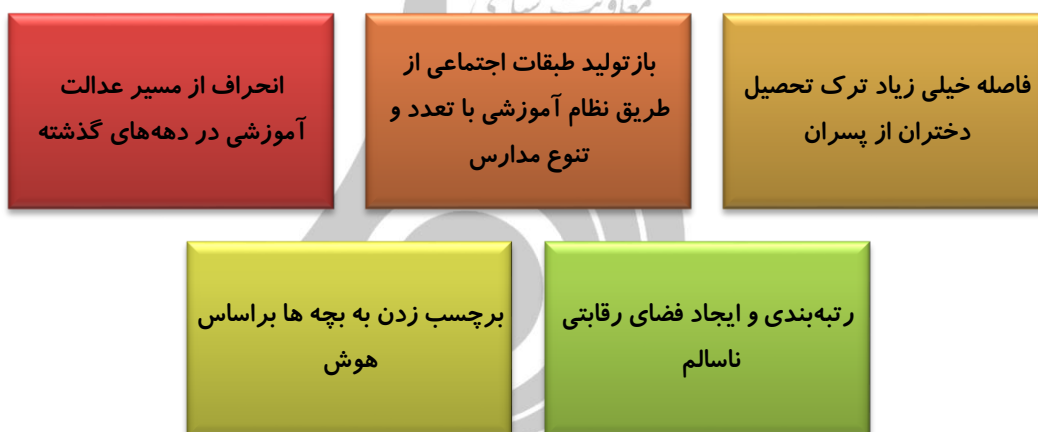 معاونت سیاسی
فاصله خیلی زیاد ترک تحصیل
دختران از پسران
بازتولید طبقات اجتماعی از
طریق نظام آموزشی با تعدد و
تنوع مدارس
انحراف از مسیر عدالت
آموزشی در دهه‌های گذشته
رتبه‌بندی و ایجاد فضای رقابتی
ناسالم
برچسب زدن به بچه ها براساس
هوش